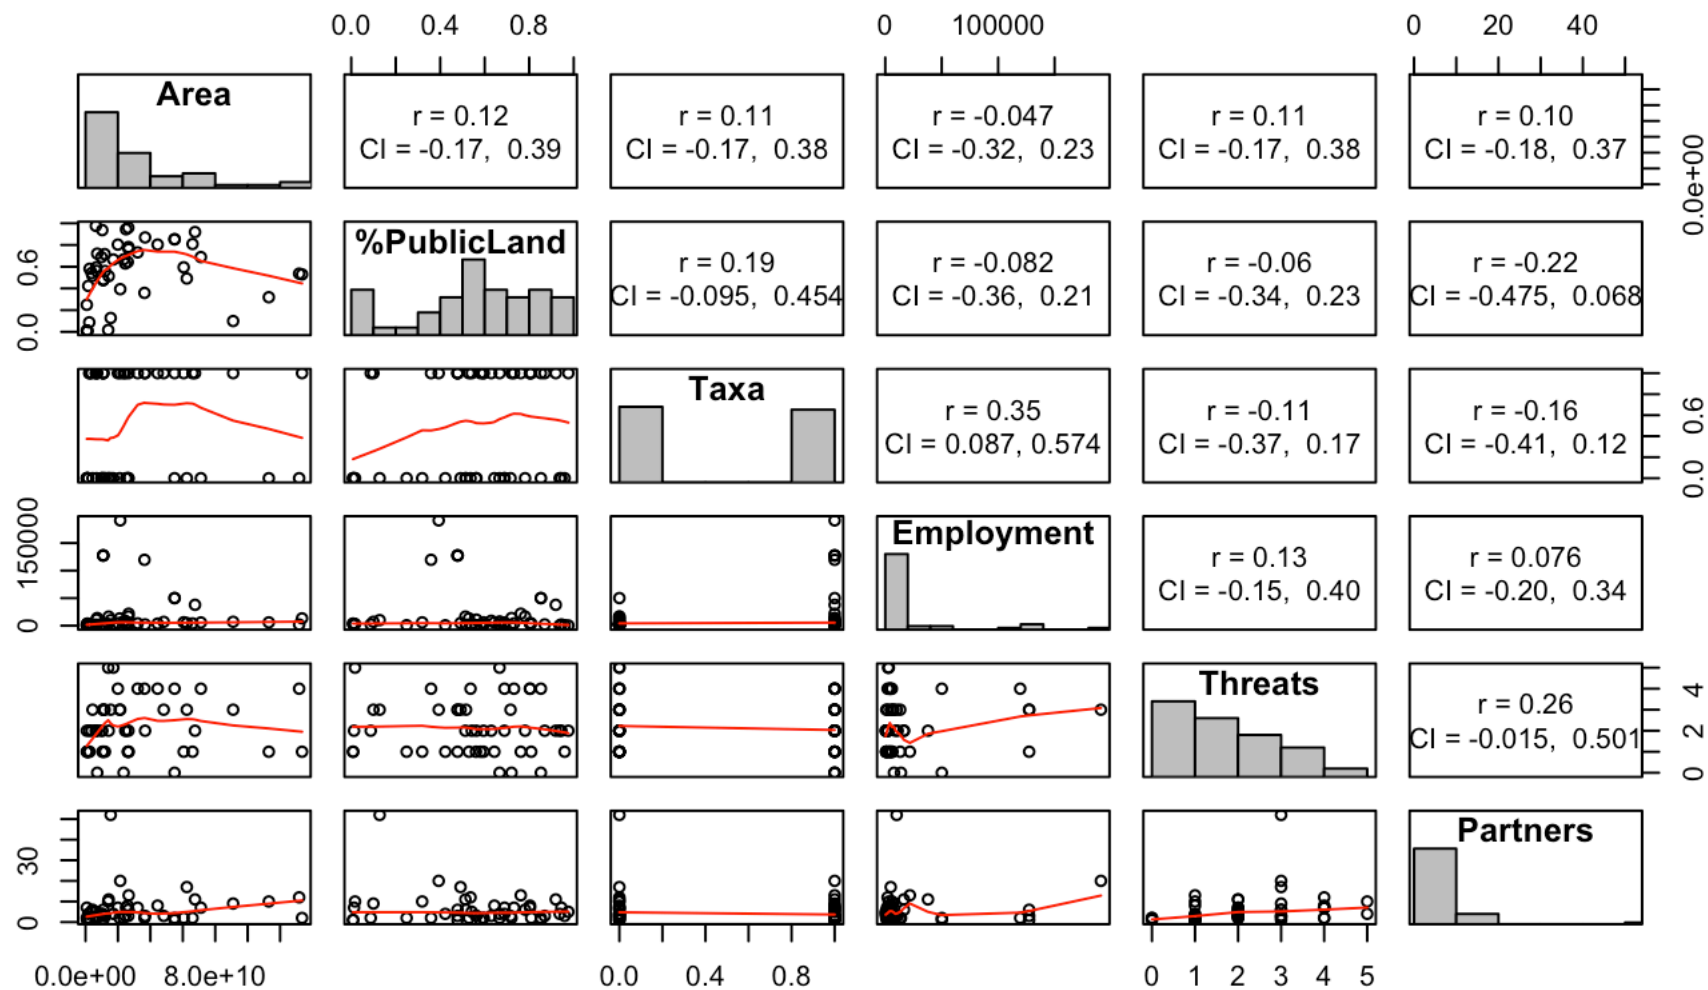 0.0 0.4 0.8 0 100000 0 20 40
Area
r = 0.12
CI = -0.17, 0.39
r = 0.11
CI = -0.17, 0.38
r = -0.047
CI = -0.32, 0.23
r = 0.11
CI = -0.17, 0.38
r = 0.10
CI = -0.18, 0.37
0.0e+00
0.0 0.6
%PublicLand
r = 0.19
CI = -0.095, 0.454
r = -0.082
CI = -0.36, 0.21
r = -0.06
CI = -0.34, 0.23
r = -0.22
CI = -0.475, 0.068
Taxa
r = 0.35
CI = 0.087, 0.574
r = -0.11
CI = -0.37, 0.17
r = -0.16
CI = -0.41, 0.12
0.0 0.6
0 150000
Employment
r = 0.13
CI = -0.15, 0.40
r = 0.076
CI = -0.20, 0.34
Threats
r = 0.26
CI = -0.015, 0.501
0 2 4
0 30
Partners
0.0e+00 8.0e+10 0.0 0.4 0.8 0 1 2 3 4 5